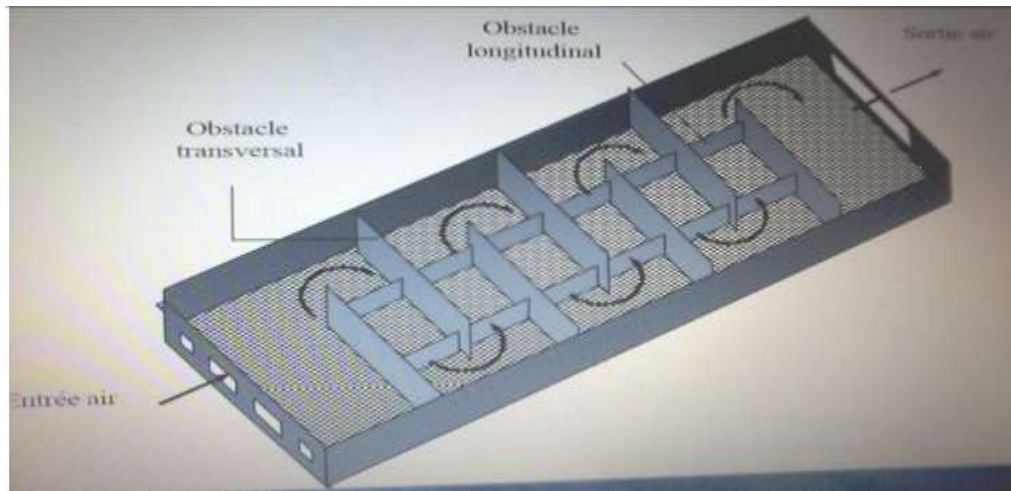 Obstacle
longitudinal
Sortie air
Obstacle
transversal
Entrée air